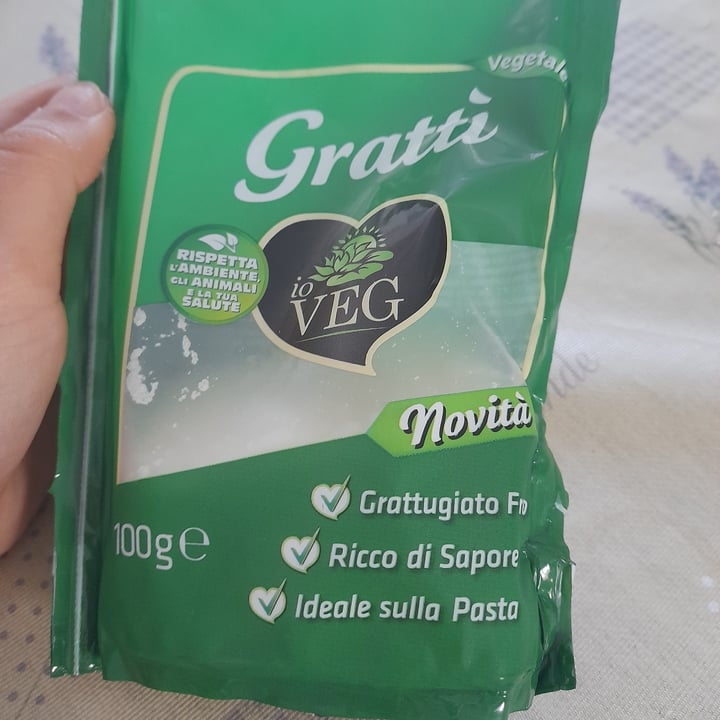 Vegetale
Grattì
RISPETTA
L'AMBIENTE,
GLI ANIMALI
E LA TUA
SALUTE
io
VEG
Novità
Grattugiato
Ricco di Sapore
Ideale sulla Pasta
100g e